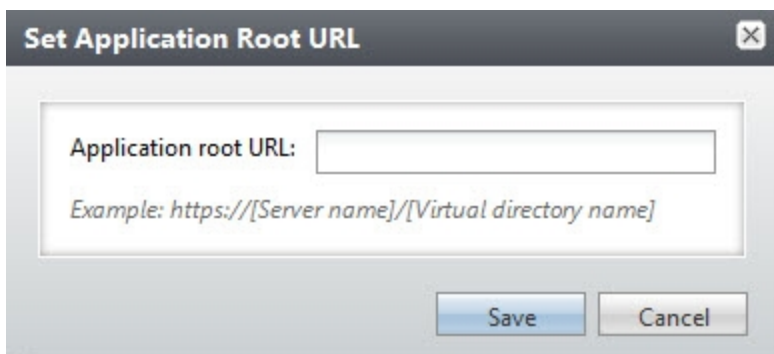 Set Application Root URL
Application root URL:
Example: https://[Server name]/[Virtual directory name]
Save Cancel